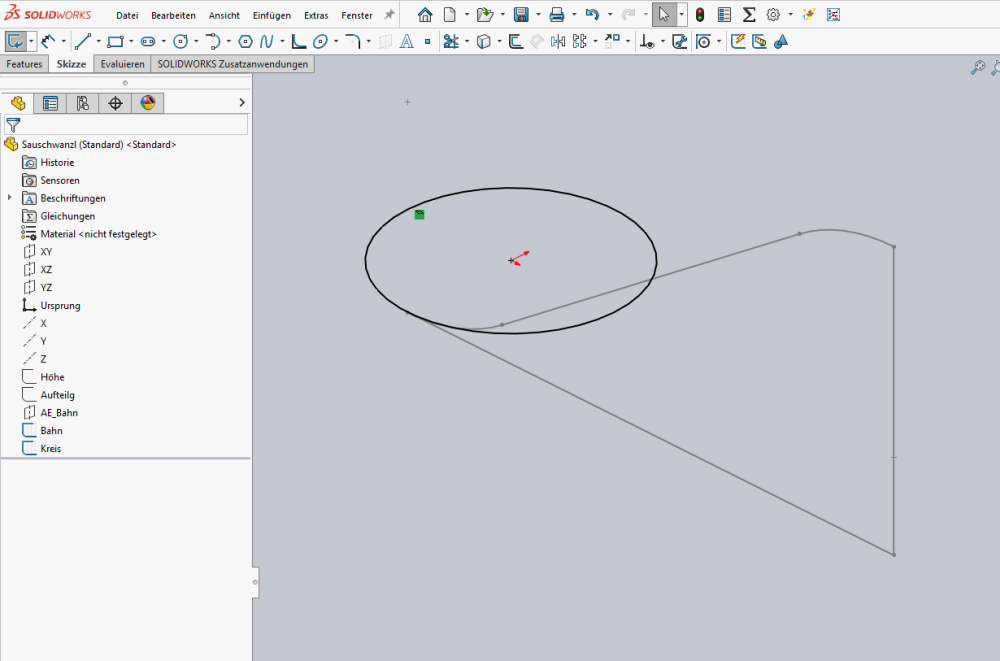 SOLIDWORKS Datei Bearbeiten Ansicht Einfügen Extras Fenster
Features Skizze Evaluieren SOLIDWORKS Zusatzanwendungen
Sauschwanzl (Standard) <Standard>
Historie
Sensoren
Beschriftungen
Gleichungen
Material <nicht festgelegt>
XY
XZ
YZ
Ursprung
X
Y
Z
Höhe
Aufteilg
AE_Bahn
Bahn
Kreis